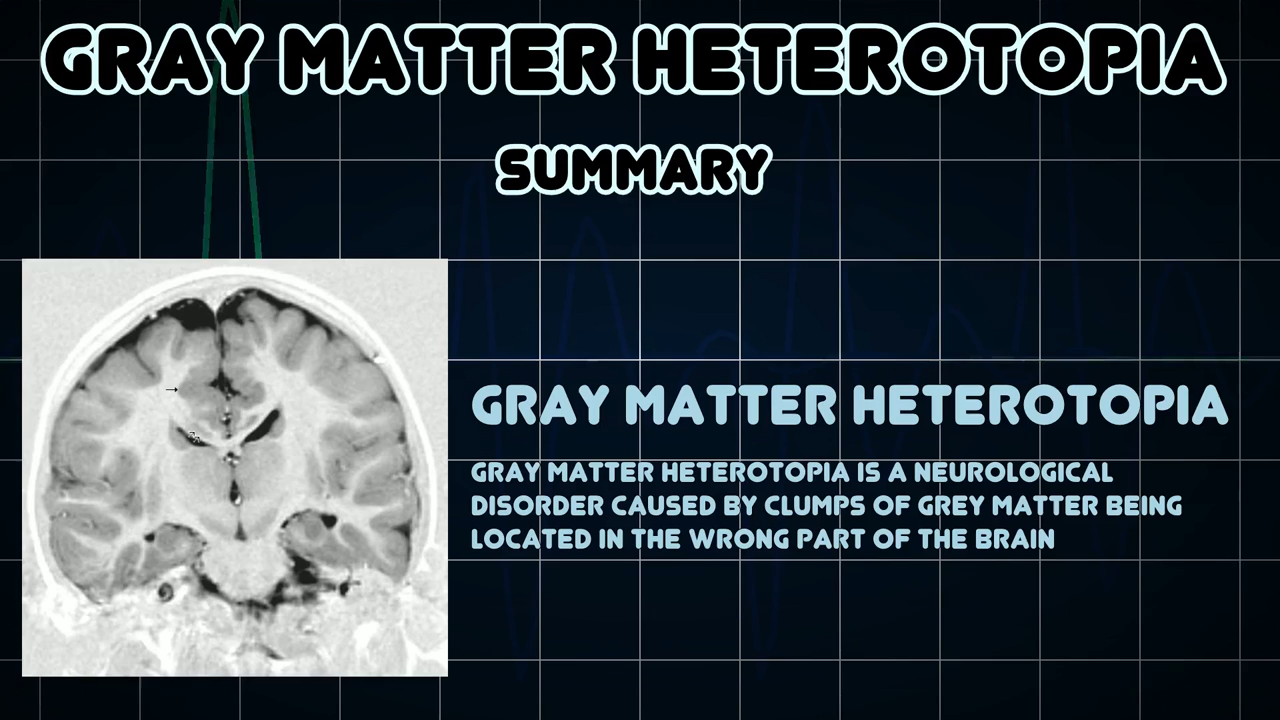 GRAY MATTER HETEROTOPIA
SUMMARY
GRAY MATTER HETEROTOPIA
GRAY MATTER HETEROTOPIA IS A NEUROLOGICAL
DISORDER CAUSED BY CLUMPS OF GREY MATTER BEING
LOCATED IN THE WRONG PART OF THE BRAIN